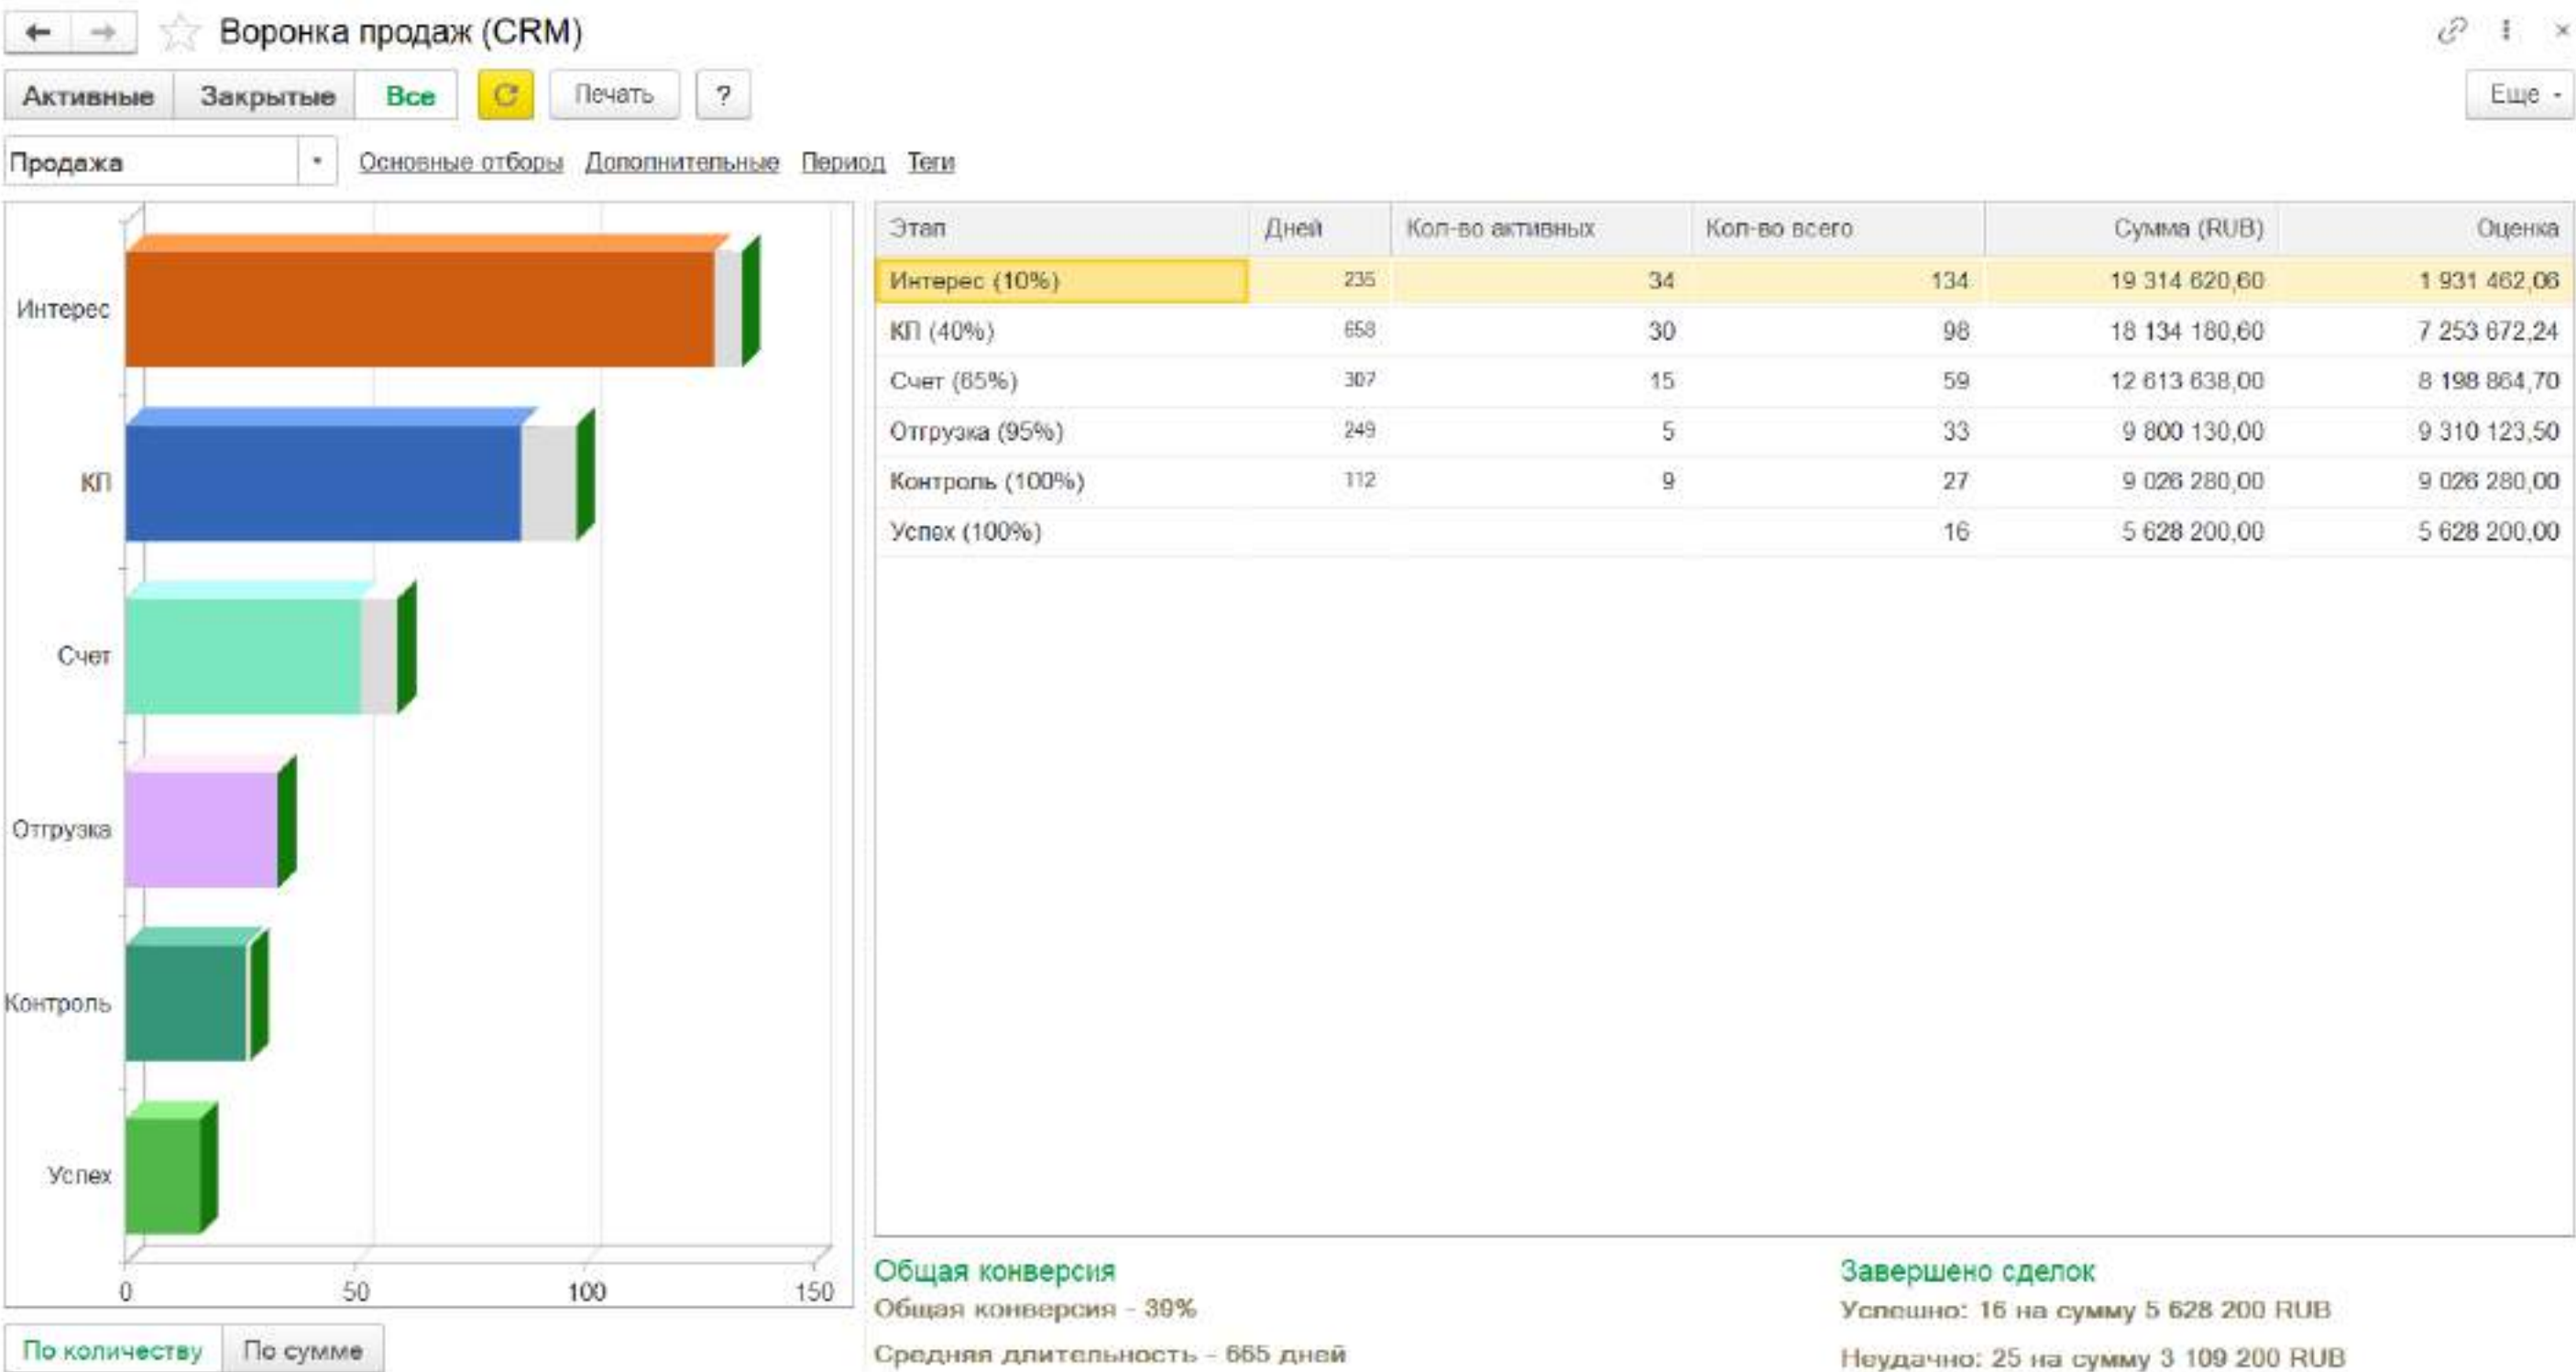 Воронка продаж (CRM)
Активные Закрытые Все Печать ? Еще
Продажа Основные отборы Дополнительные Период Теги
Интерес
КП
Счет
Отгрузка
Контроль
Успех
0 50 100 150
По количеству По сумме
Этап Дней Кол-во активных Кол-во всего Сумма (RUB) Оценка
Интерес (10%) 235 34 134 19 314 620,60 1 931 462,06
КП (40%) 658 30 98 18 134 180,60 7 253 672,24
Счет (65%) 307 15 59 12 613 638,00 8 198 864,70
Отгрузка (95%) 249 5 33 9 800 130,00 9 310 123,50
Контроль (100%) 112 9 27 9 026 280,00 9 026 280,00
Успех (100%) 16 5 628 200,00 5 628 200,00
Общая конверсия
Общая конверсия - 39%
Средняя длительность - 665 дней
Завершено сделок
Успешно: 16 на сумму 5 628 200 RUB
Неудачно: 25 на сумму 3 109 200 RUB